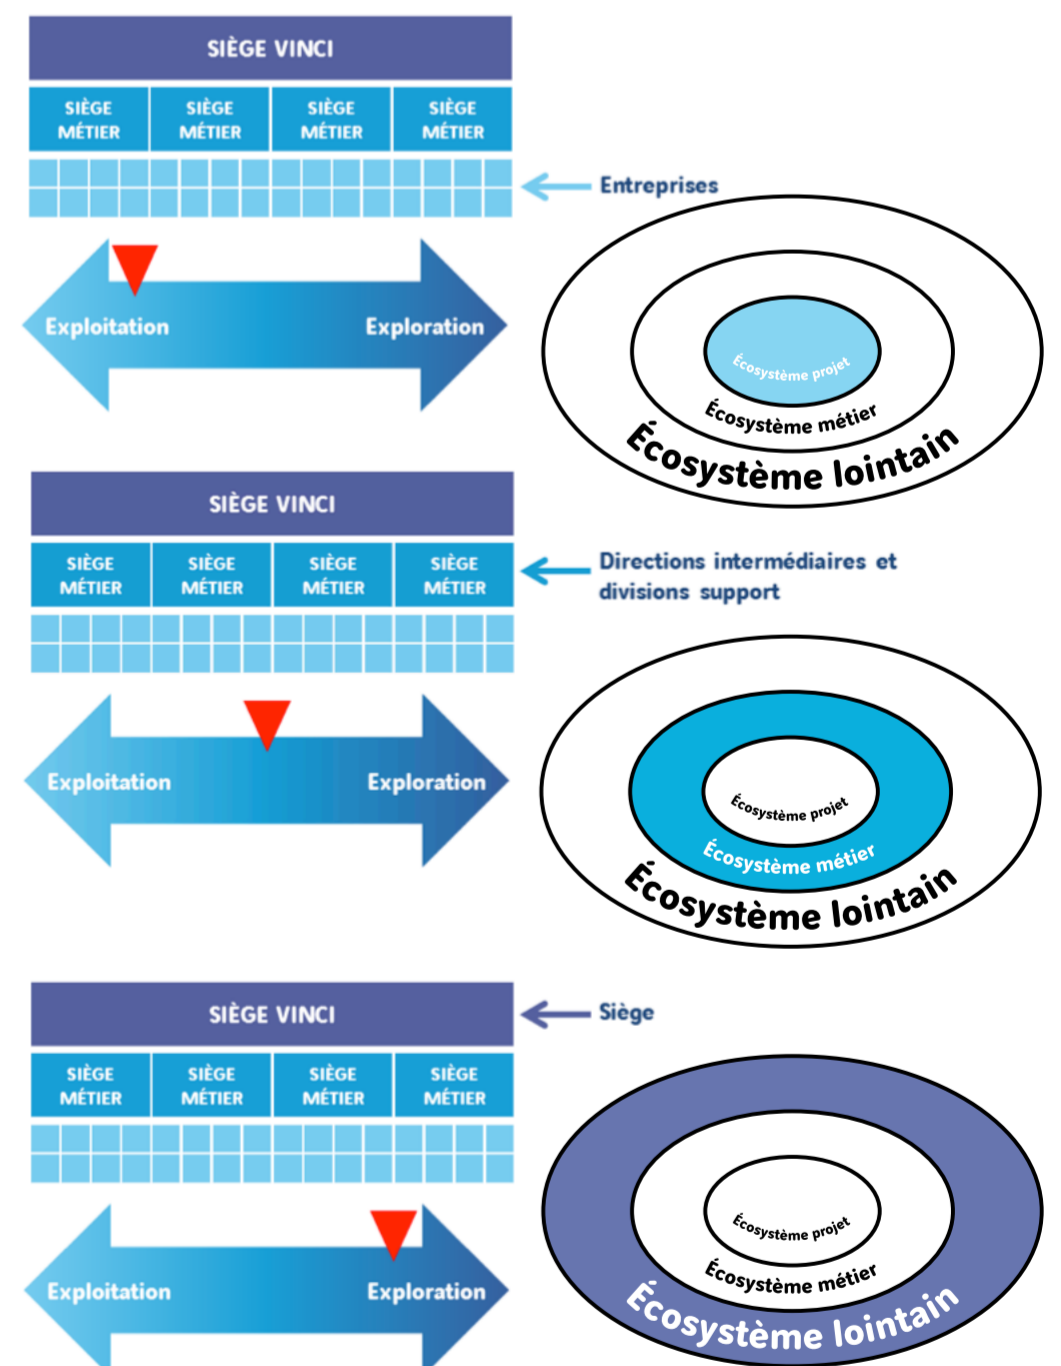 SIÈGE VINCI
SIÈGE MÉTIER
SIÈGE MÉTIER
SIÈGE MÉTIER
SIÈGE MÉTIER
Entreprises
Exploitation
Exploration
Écosystème projet
Écosystème métier
Écosystème lointain
SIÈGE VINCI
SIÈGE MÉTIER
SIÈGE MÉTIER
SIÈGE MÉTIER
SIÈGE MÉTIER
Directions intermédiaires et
divisions support
Exploitation
Exploration
Écosystème projet
Écosystème métier
Écosystème lointain
SIÈGE VINCI
Siège
SIÈGE MÉTIER
SIÈGE MÉTIER
SIÈGE MÉTIER
SIÈGE MÉTIER
Exploitation
Exploration
Écosystème projet
Écosystème métier
Écosystème lointain